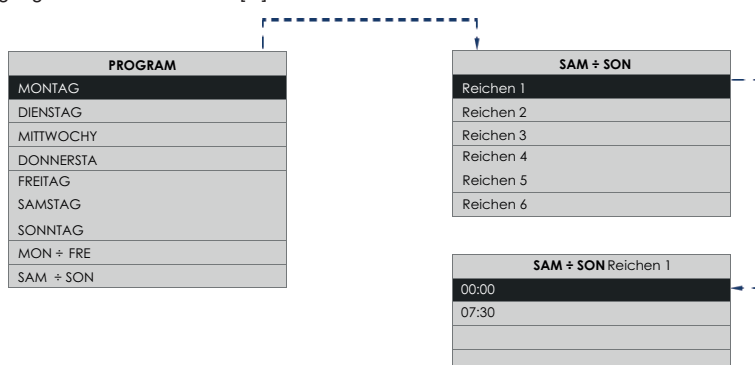 PROGRAM
MONTAG
DIENSTAG
MITTWOCHY
DONNERSTA
FREITAG
SAMSTAG
SONNTAG
MON ÷ FRE
SAM ÷ SON
SAM ÷ SON
Reichen 1
Reichen 2
Reichen 3
Reichen 4
Reichen 5
Reichen 6
SAM ÷ SON Reichen 1
00:00
07:30